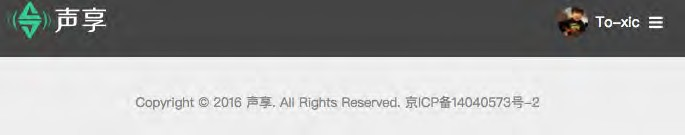 声享 To-xic
Copyright © 2016 声享. All Rights Reserved. 京ICP备14040573号-2